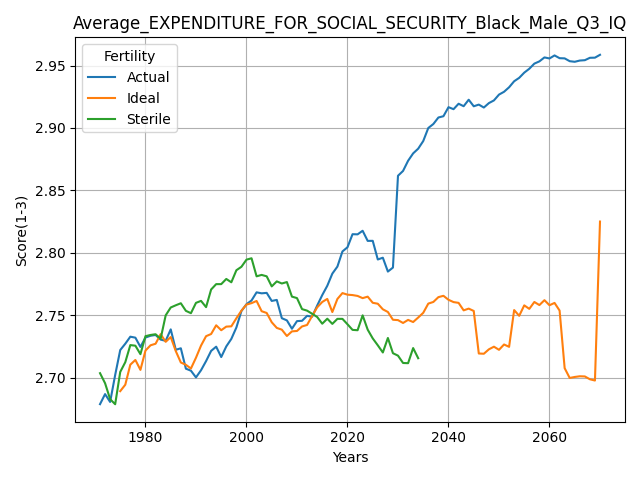 Average_EXPENDITURE_FOR_SOCIAL_SECURITY_Black_Male_Q3_IQ
Fertility
Actual
Ideal
Sterile
2.95
2.90
2.85
2.80
2.75
2.70
Score(1-3)
1980
2000
2020
2040
2060
Years